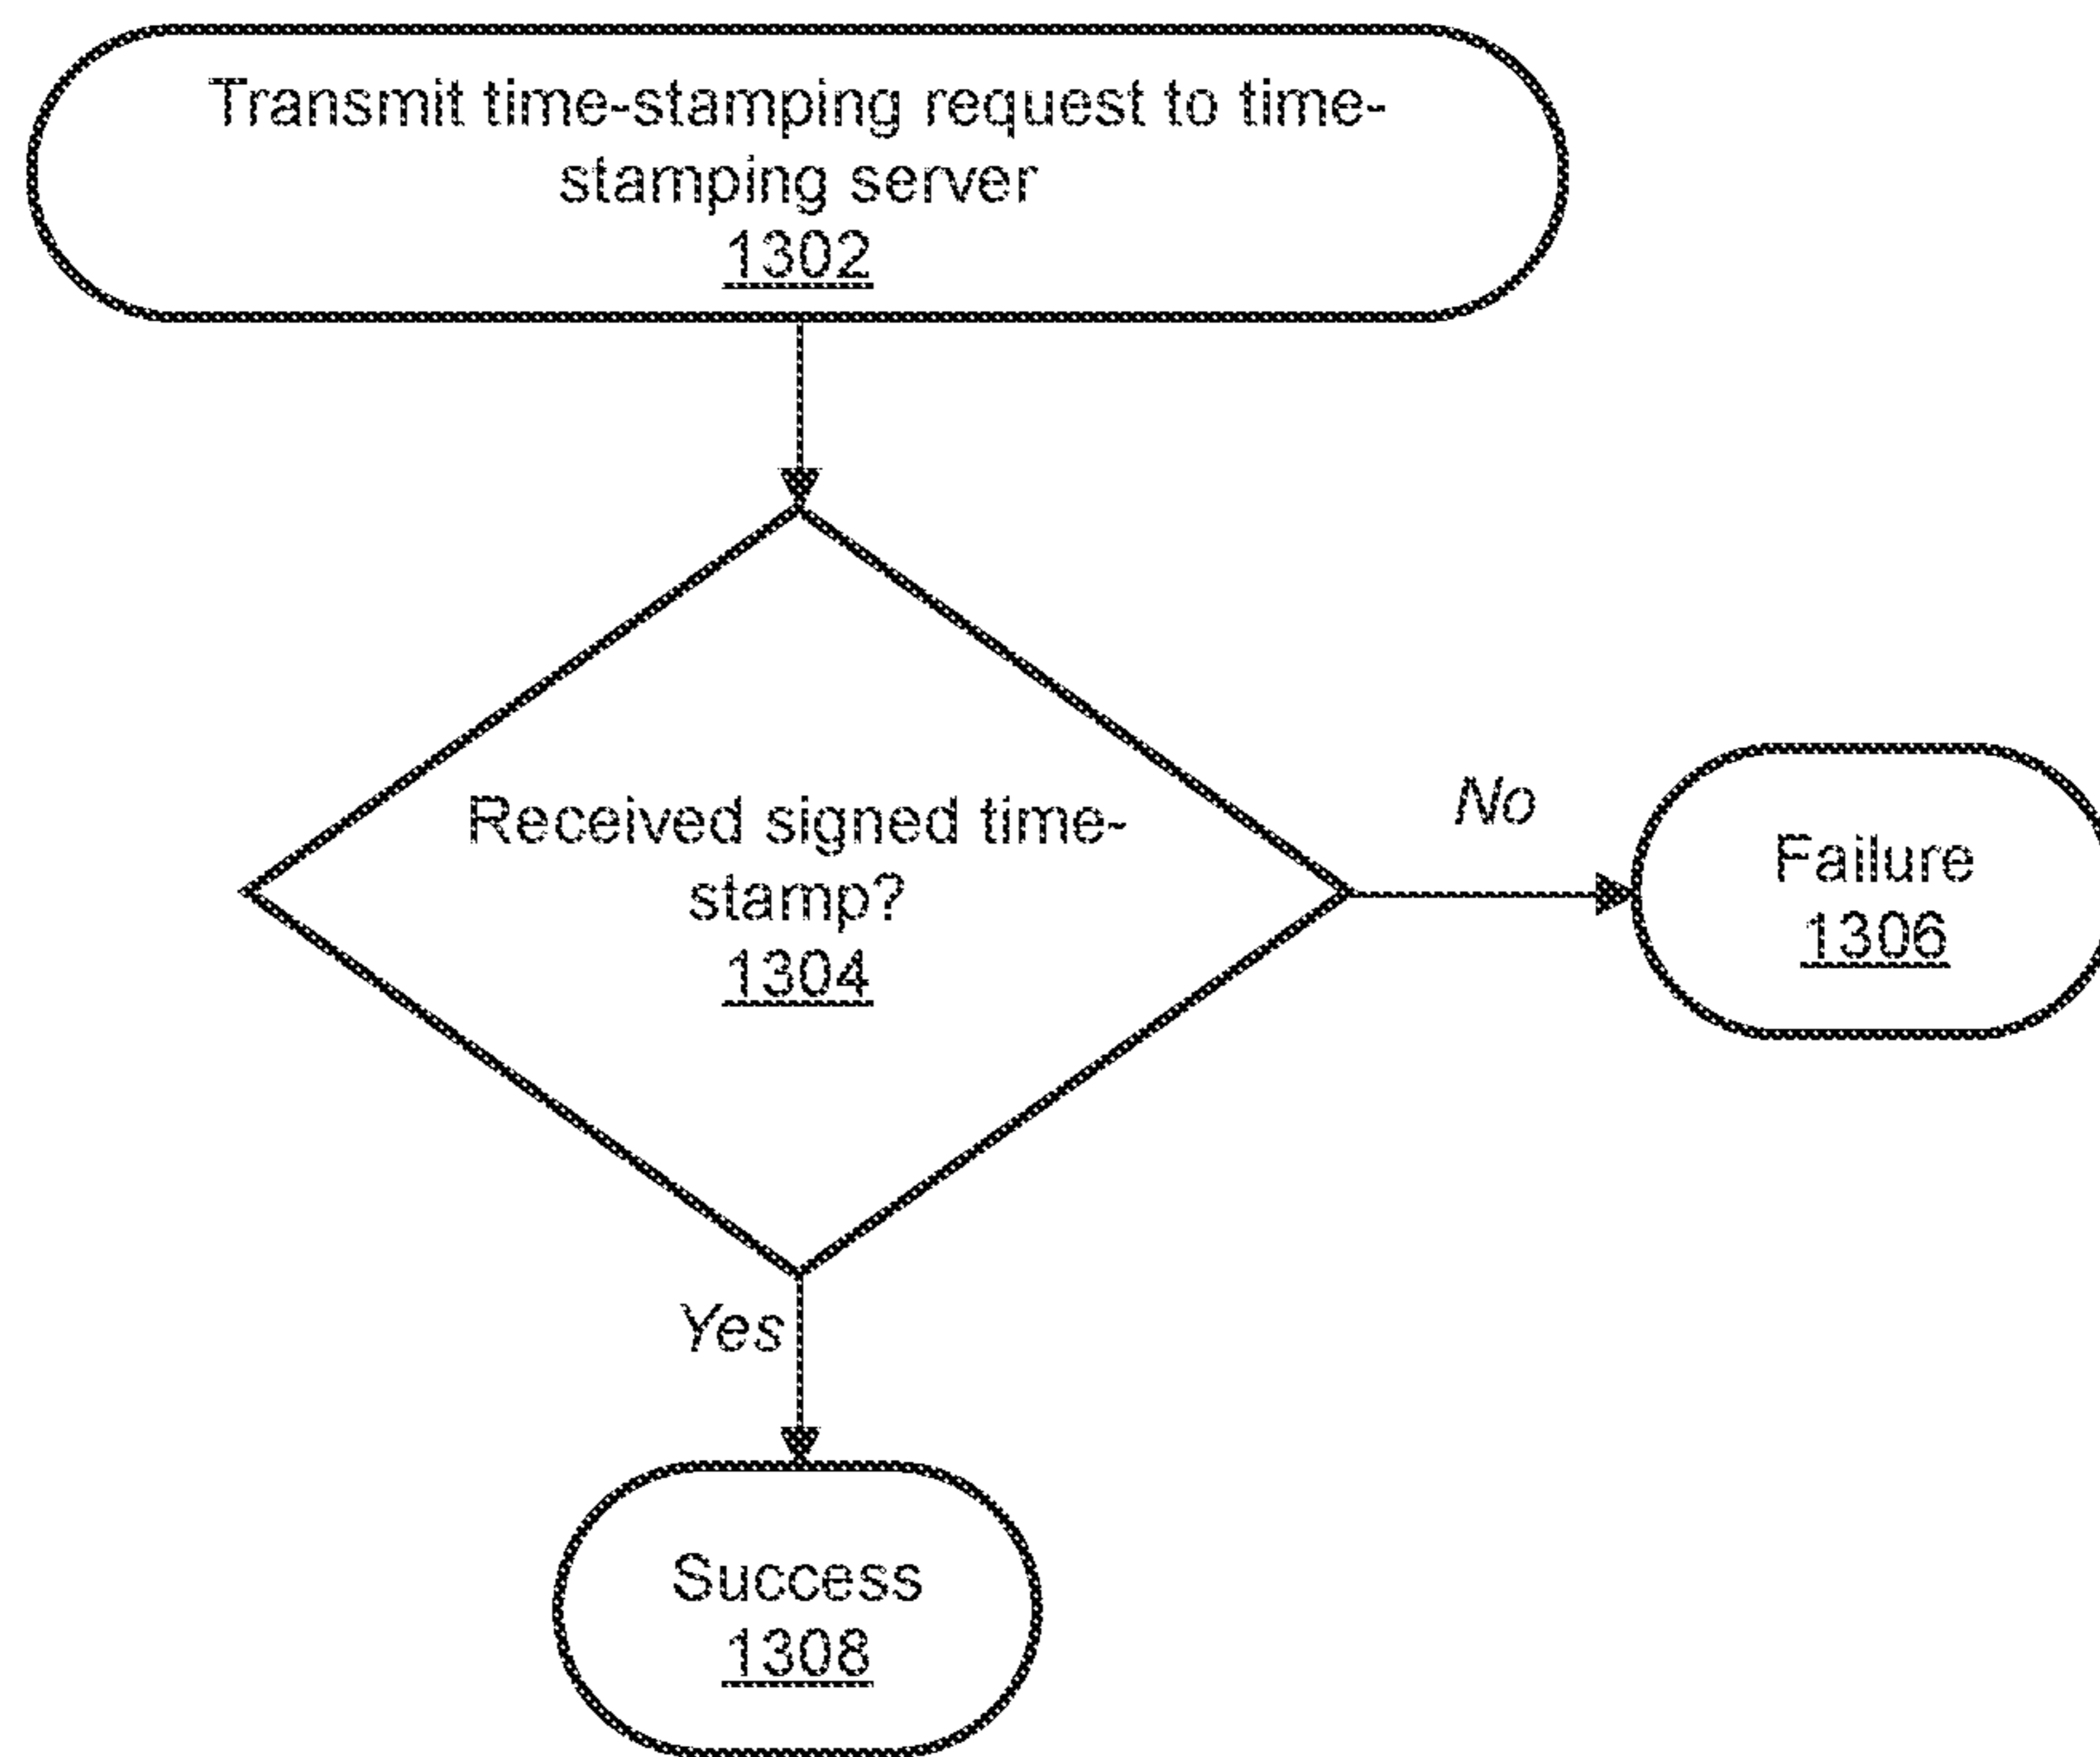 Transmit time-stamping request to time-
stamping server
1302
Received signed time-
stamp?
1304
No
Failure
1306
Yes
Success
1308